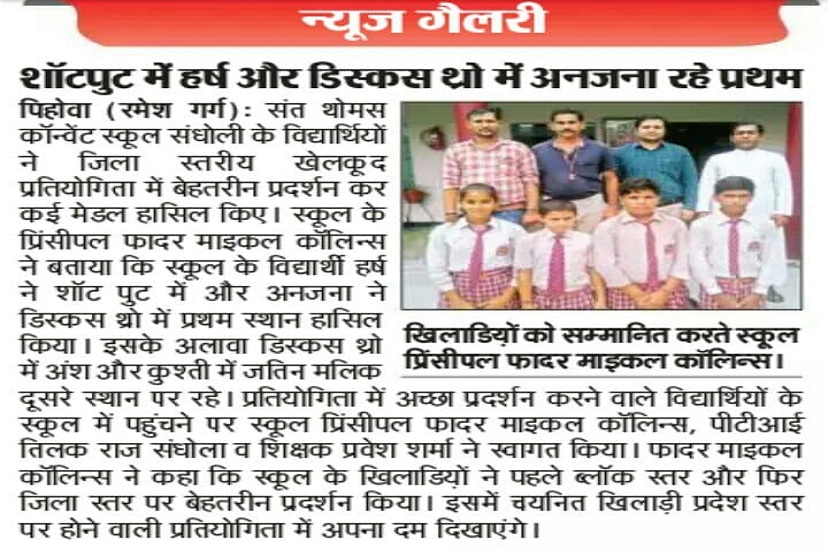 न्यूज गैलरी
शॉटपुट में हर्ष और डिस्कस थ्रो में अनजना रहे प्रथम
पिहोवा (रमेश गर्ग): संत थोमस
कॉन्वेंट स्कूल संधोली के विद्यार्थियों
ने जिला स्तरीय खेलकूद
प्रतियोगिता में बेहतरीन प्रदर्शन कर
कई मेडल हासिल किए। स्कूल के
प्रिंसीपल फादर माइकल कॉलिन्स
ने बताया कि स्कूल के विद्यार्थी हर्ष
ने शॉट पुट में और अनजना ने
डिस्कस थ्रो में प्रथम स्थान हासिल
किया। इसके अलावा डिस्कस थ्रो
में अंश और कुश्ती में जतिन मलिक
दूसरे स्थान पर रहे। प्रतियोगिता में अच्छा प्रदर्शन करने वाले विद्यार्थियों के
स्कूल में पहुंचने पर स्कूल प्रिंसीपल फादर माइकल कॉलिन्स, पीटीआई
तिलक राज संधोला व शिक्षक प्रवेश शर्मा ने स्वागत किया। फादर माइकल
कॉलिन्स ने कहा कि स्कूल के खिलाडिय़ों ने पहले ब्लॉक स्तर और फिर
जिला स्तर पर बेहतरीन प्रदर्शन किया। इसमें चयनित खिलाड़ी प्रदेश स्तर
पर होने वाली प्रतियोगिता में अपना दम दिखाएंगे।
खिलाडिय़ों को सम्मानित करते स्कूल
प्रिंसीपल फादर माइकल कॉलिन्स।